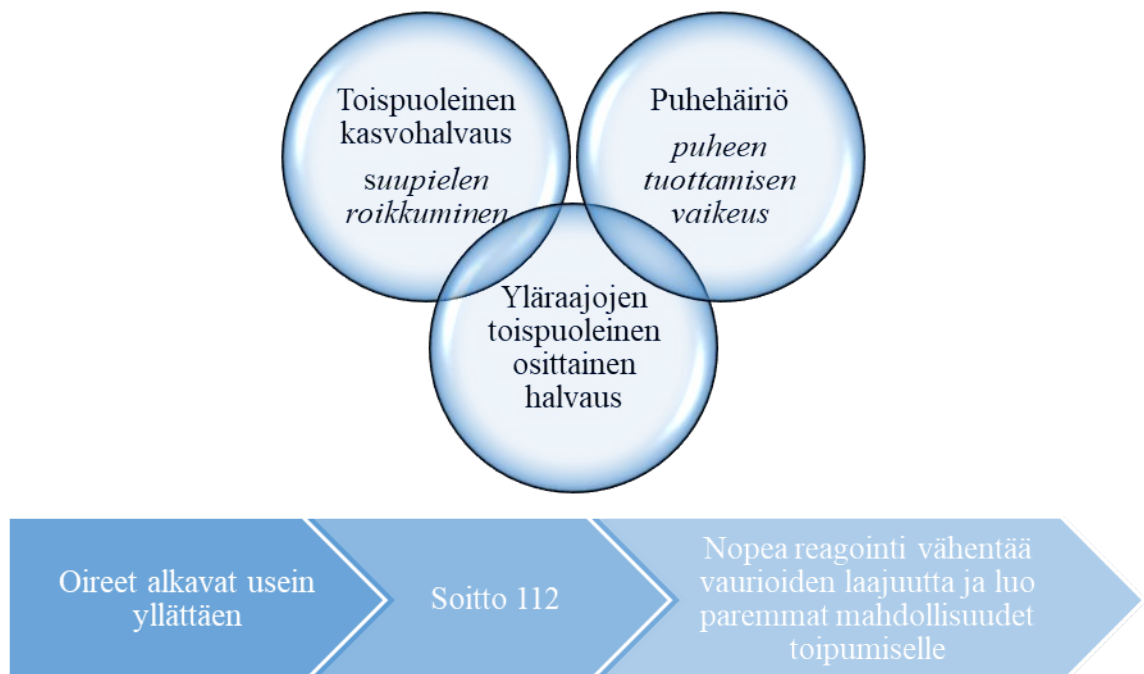 Toispuoleinen
kasvohalvaus
suupielen
roikkuminen
Puhehäiriö
puheen
tuottamisen
vaikeus
Yläraajojen
toispuoleinen
osittainen
halvaus
Oireet alkavat usein
yllättäen
Soitto 112
Nopea reagointi vähentää
vaurioiden laajuutta ja luo
paremmat mahdollisuudet
toipumiselle